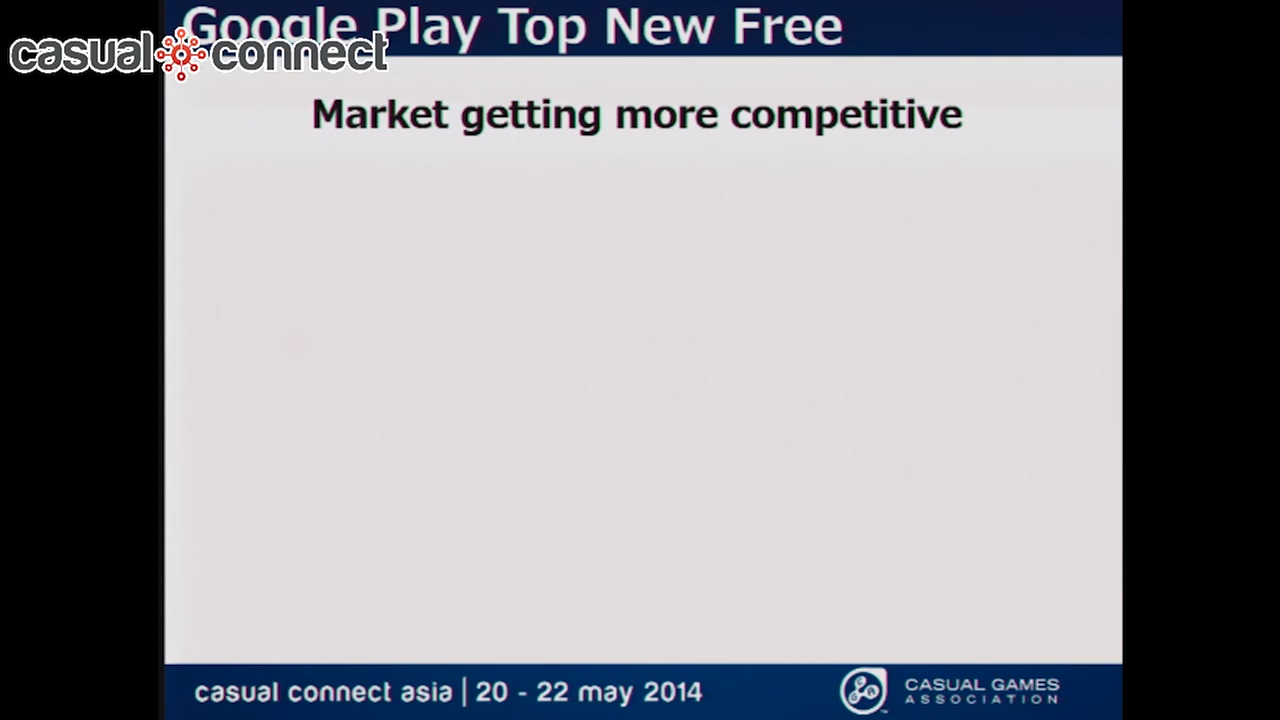 Google Play Top New Free
casual connect
Market getting more competitive
casual connect asia | 20 - 22 may 2014
CASUAL GAMES
ASSOCIATION